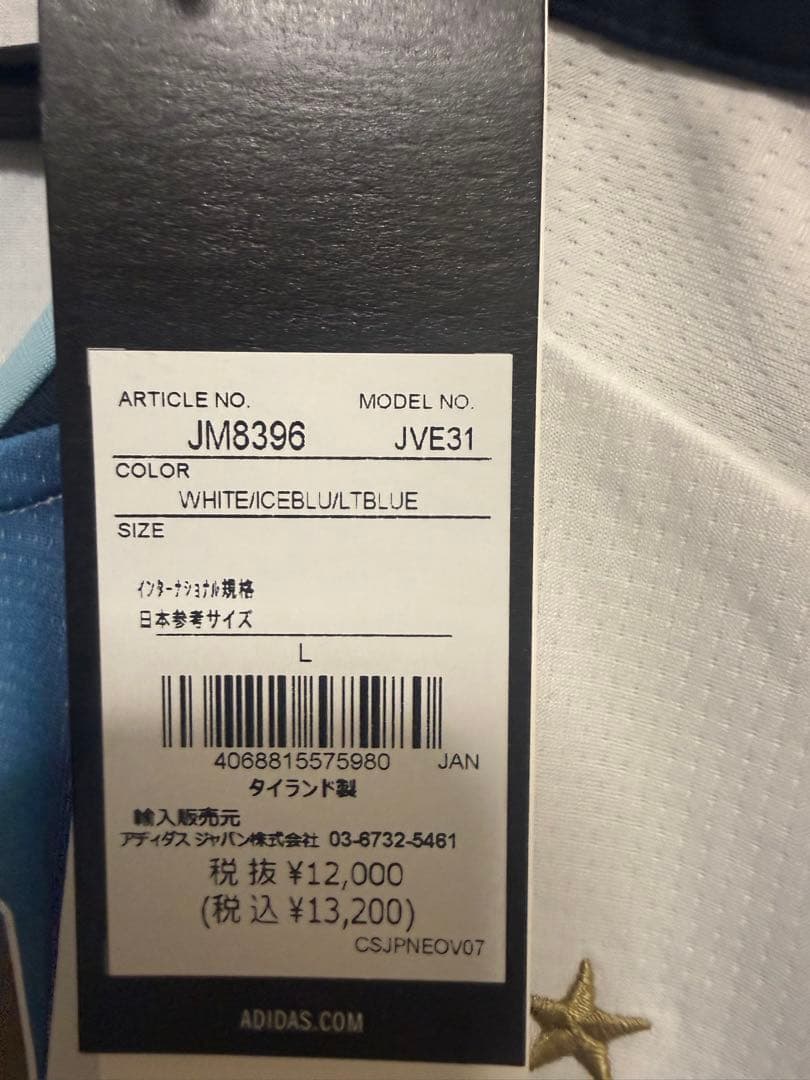 ARTICLE NO. MODEL NO.
JM8396 JVE31
COLOR
WHITE/ICEBLU/LTBLUE
SIZE
インターナショナル規格
日本参考サイズ
L
4068815575980 JAN
タイランド製
輸入販売元
アディダス ジャパン株式会社 03-6732-5461
税抜 ¥12,000
(税込 ¥13,200)
CSJPNEOV07
ADIDAS.COM